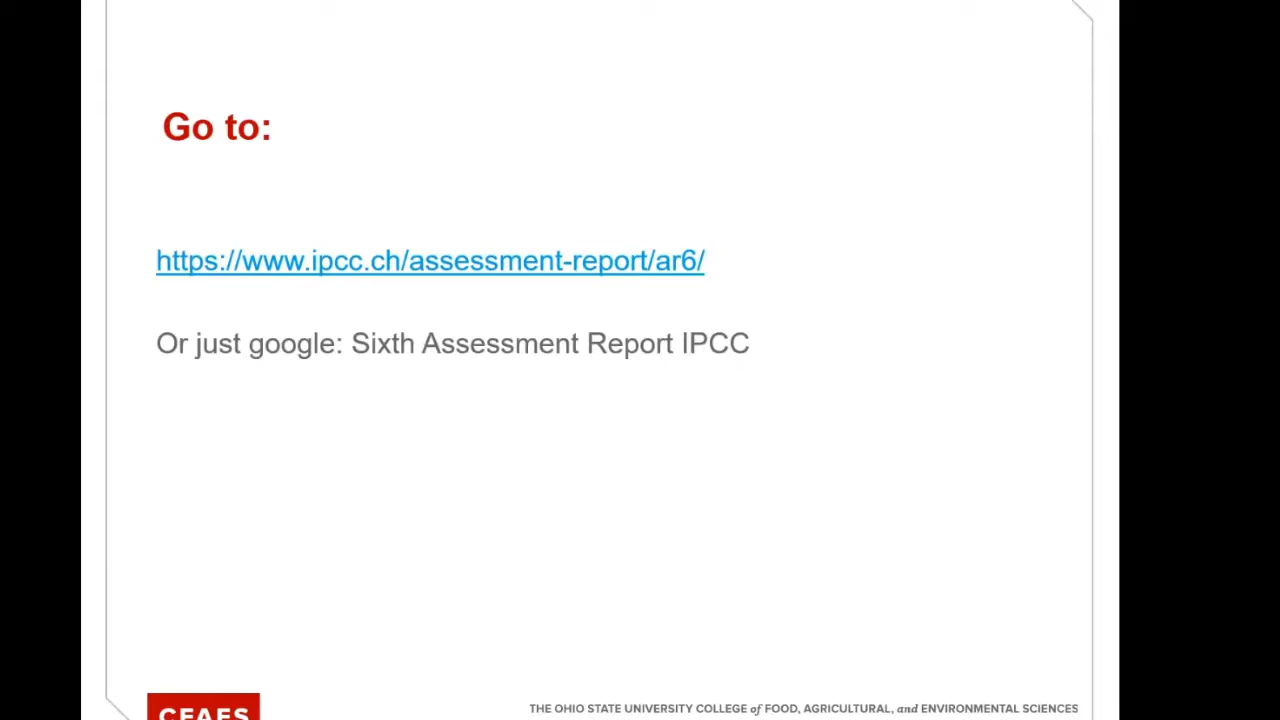 Go to:
https://www.ipcc.ch/assessment-report/ar6/
Or just google: Sixth Assessment Report IPCC
CFAES
THE OHIO STATE UNIVERSITY COLLEGE of FOOD, AGRICULTURAL, and ENVIRONMENTAL SCIENCES